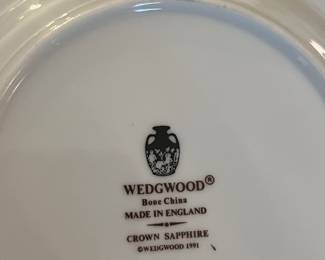 WEDGWOOD®
Bone China
MADE IN ENGLAND
CROWN SAPPHIRE
©WEDGWOOD 1991